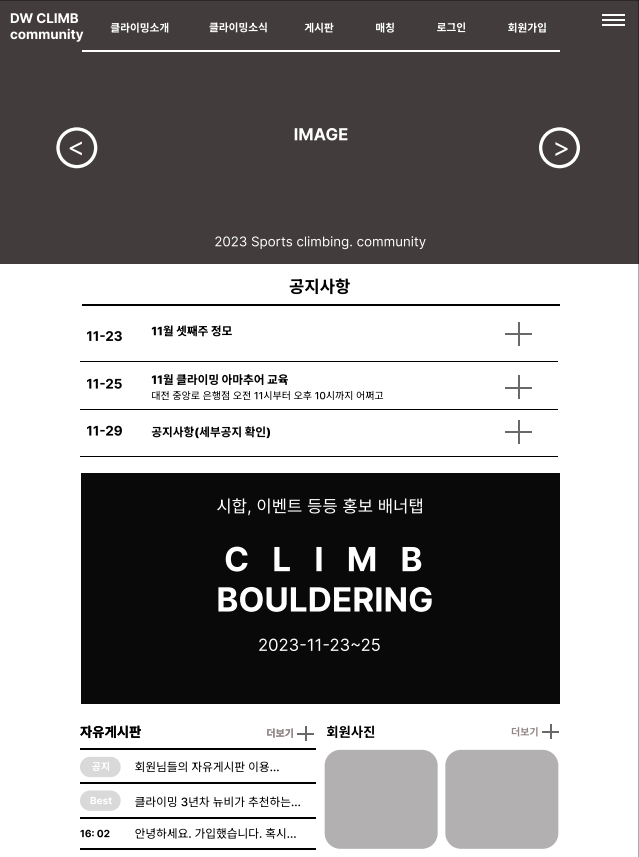 DW CLIMB
community
클라이밍소개 클라이밍소식 게시판 매칭 로그인 회원가입
IMAGE
<
>
2023 Sports climbing. community
공지사항
11-23 11월 셋째주 정모
11-25 11월 클라이밍 아마추어 교육
대전 중앙로 은행점 오전 11시부터 오후 10시까지 어쩌고
11-29 공지사항(세부공지 확인)
시합, 이벤트 등등 홍보 배너탭
C L I M B
BOULDERING
2023-11-23~25
자유게시판 더보기
공지 회원님들의 자유게시판 이용...
Best 클라이밍 3년차 뉴비가 추천하는...
16: 02 안녕하세요. 가입했습니다. 혹시...
회원사진 더보기